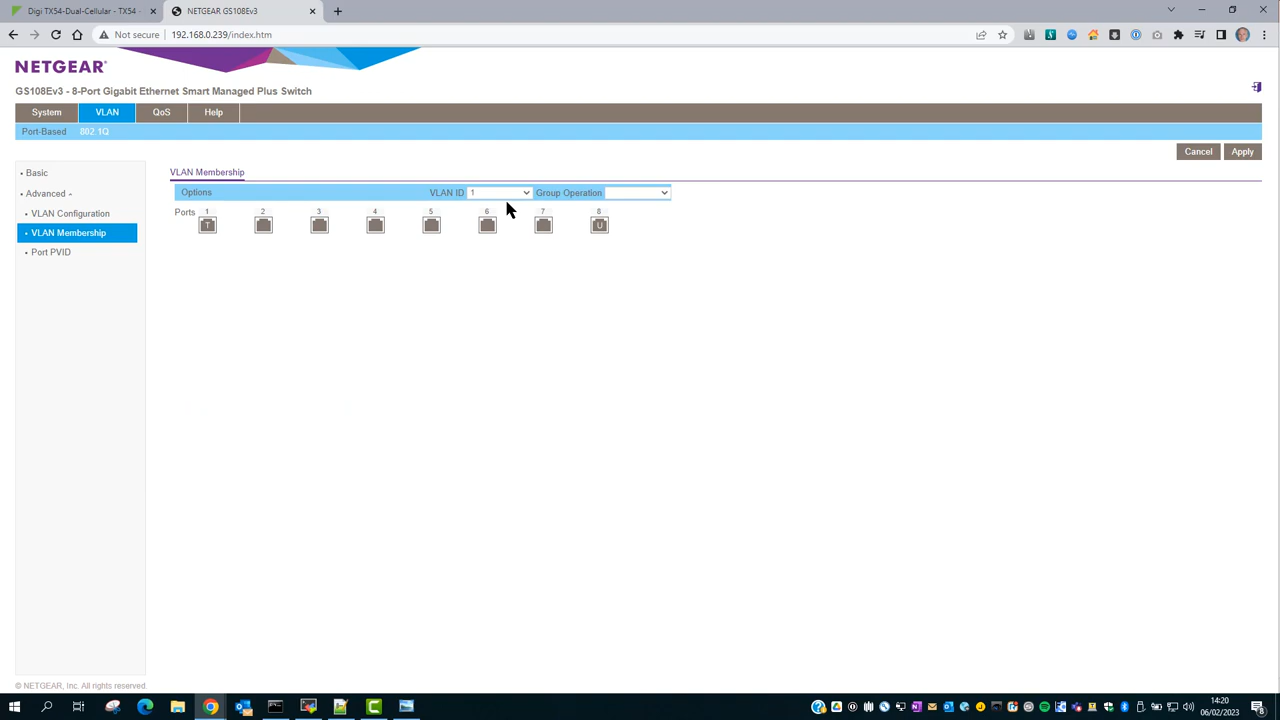 Digi TX54-Dual-Cellular - TX54 -
NETGEAR GS108Ev3
Not secure 192.168.0.239/index.htm
NETGEAR®
GS108Ev3 - 8-Port Gigabit Ethernet Smart Managed Plus Switch
System VLAN QoS Help
Port-Based 802.1Q
Cancel Apply
Basic
Advanced
VLAN Configuration
VLAN Membership
Port PVID
VLAN Membership
Options VLAN ID 1 Group Operation
Ports 1 2 3 4 5 6 7 8
T U
© NETGEAR, Inc. All rights reserved.
14:20
06/02/2023